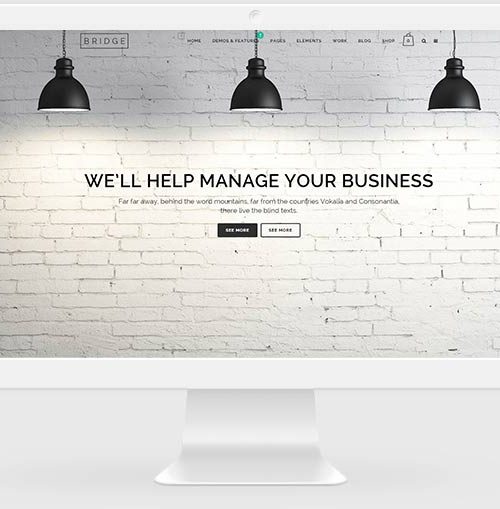 BRIDGE
HOME DEMOS & FEATURES PAGES ELEMENTS WORK BLOG SHOP 0
WE'LL HELP MANAGE YOUR BUSINESS
Far far away, behind the word mountains, far from the countries Vokalia and Consonantia,
there live the blind texts.
SEE MORE SEE MORE